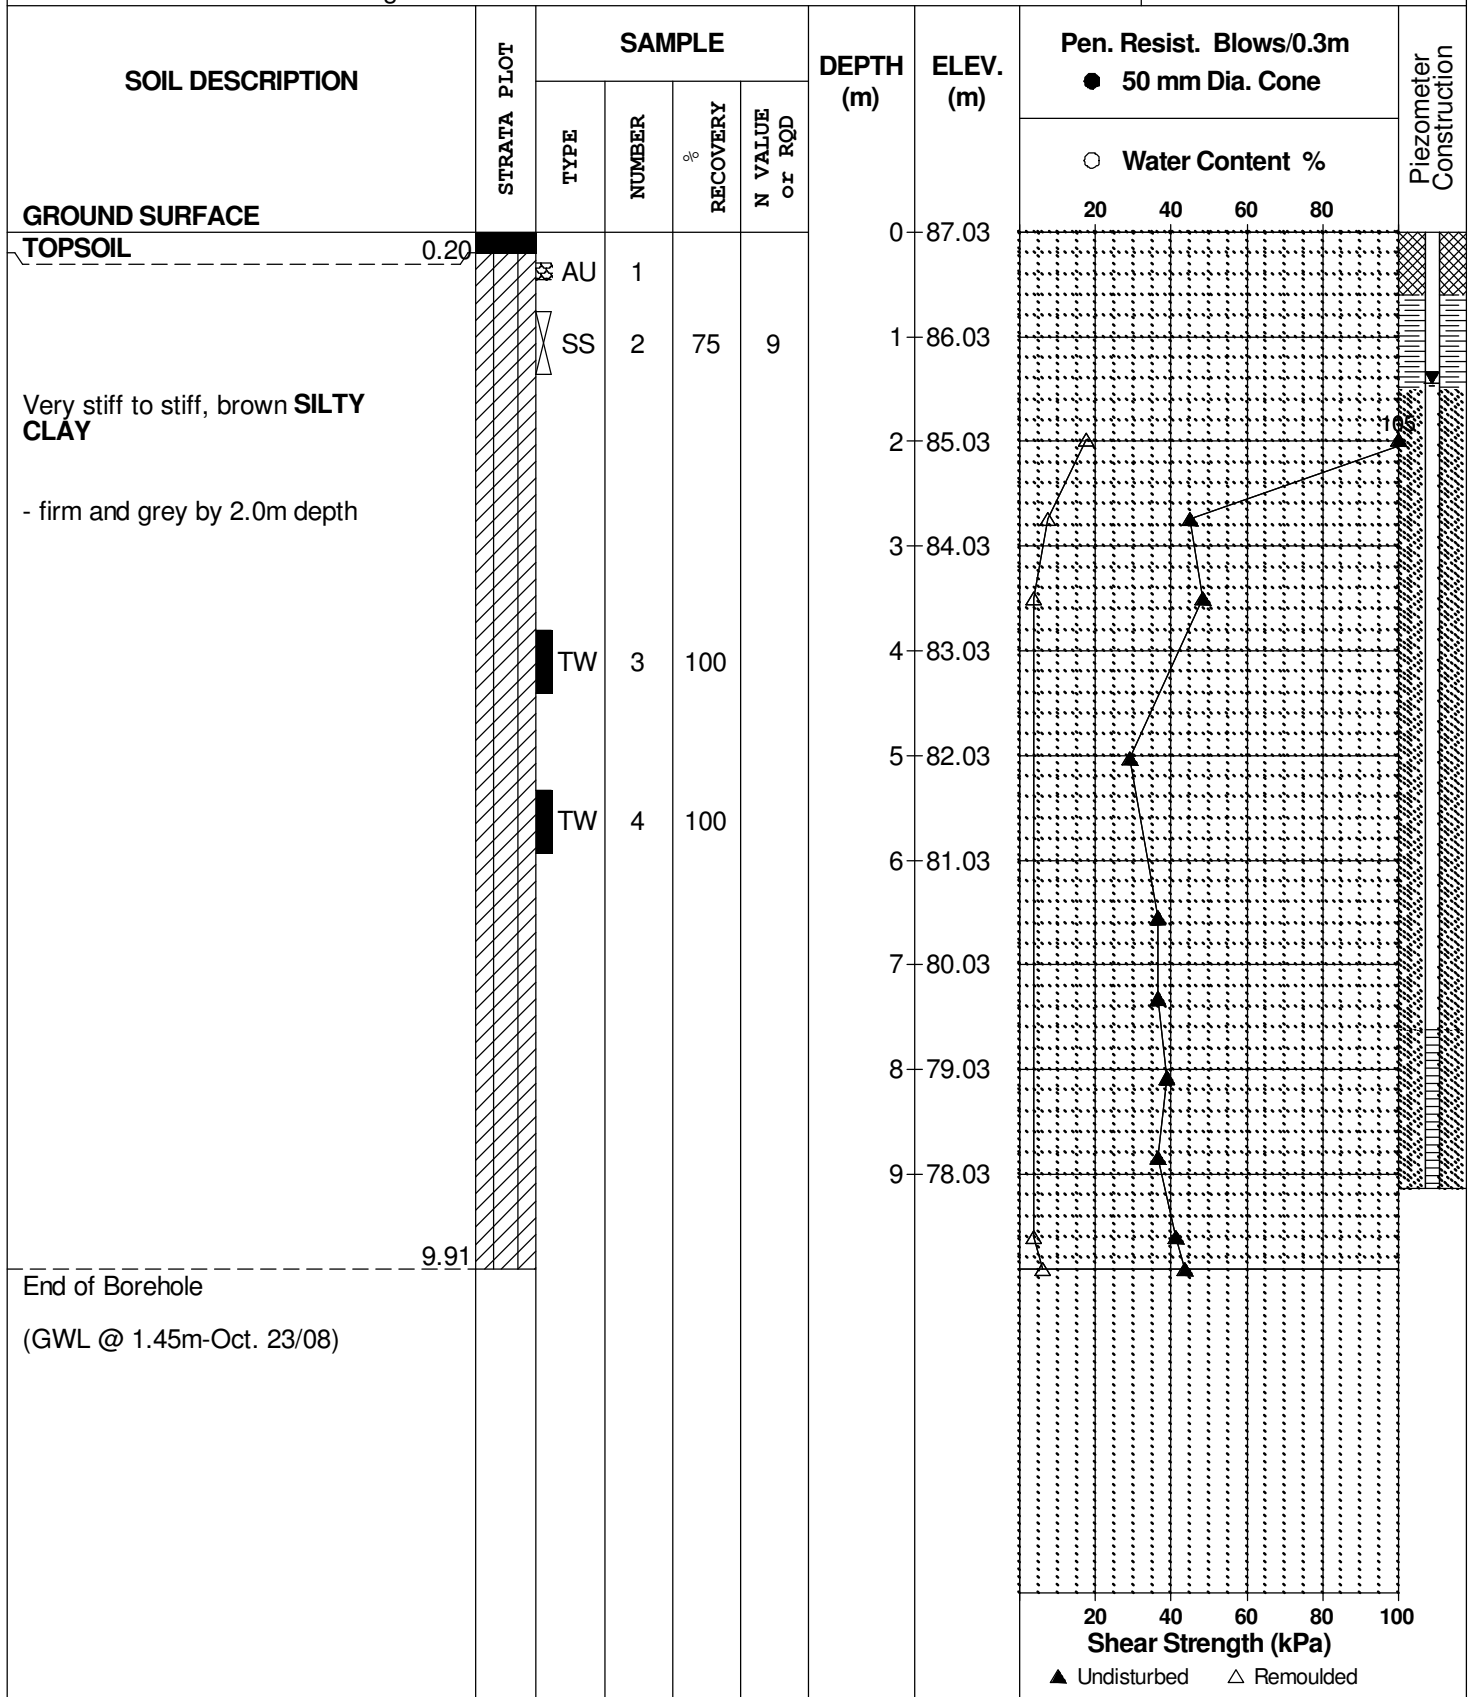 SOIL DESCRIPTION
STRATA PLOT
SAMPLE
TYPE
NUMBER
% RECOVERY
N VALUE or RQD
DEPTH (m)
ELEV. (m)
Pen. Resist. Blows/0.3m
● 50 mm Dia. Cone
○ Water Content %
Piezometer Construction
20 40 60 80
GROUND SURFACE
0 87.03
TOPSOIL 0.20
AU 1
SS 2 75 9
1 86.03
Very stiff to stiff, brown SILTY
CLAY
105
2 85.03
- firm and grey by 2.0m depth
3 84.03
TW 3 100
4 83.03
5 82.03
TW 4 100
6 81.03
7 80.03
8 79.03
9 78.03
9.91
End of Borehole
(GWL @ 1.45m-Oct. 23/08)
20 40 60 80 100
Shear Strength (kPa)
▲ Undisturbed △ Remoulded